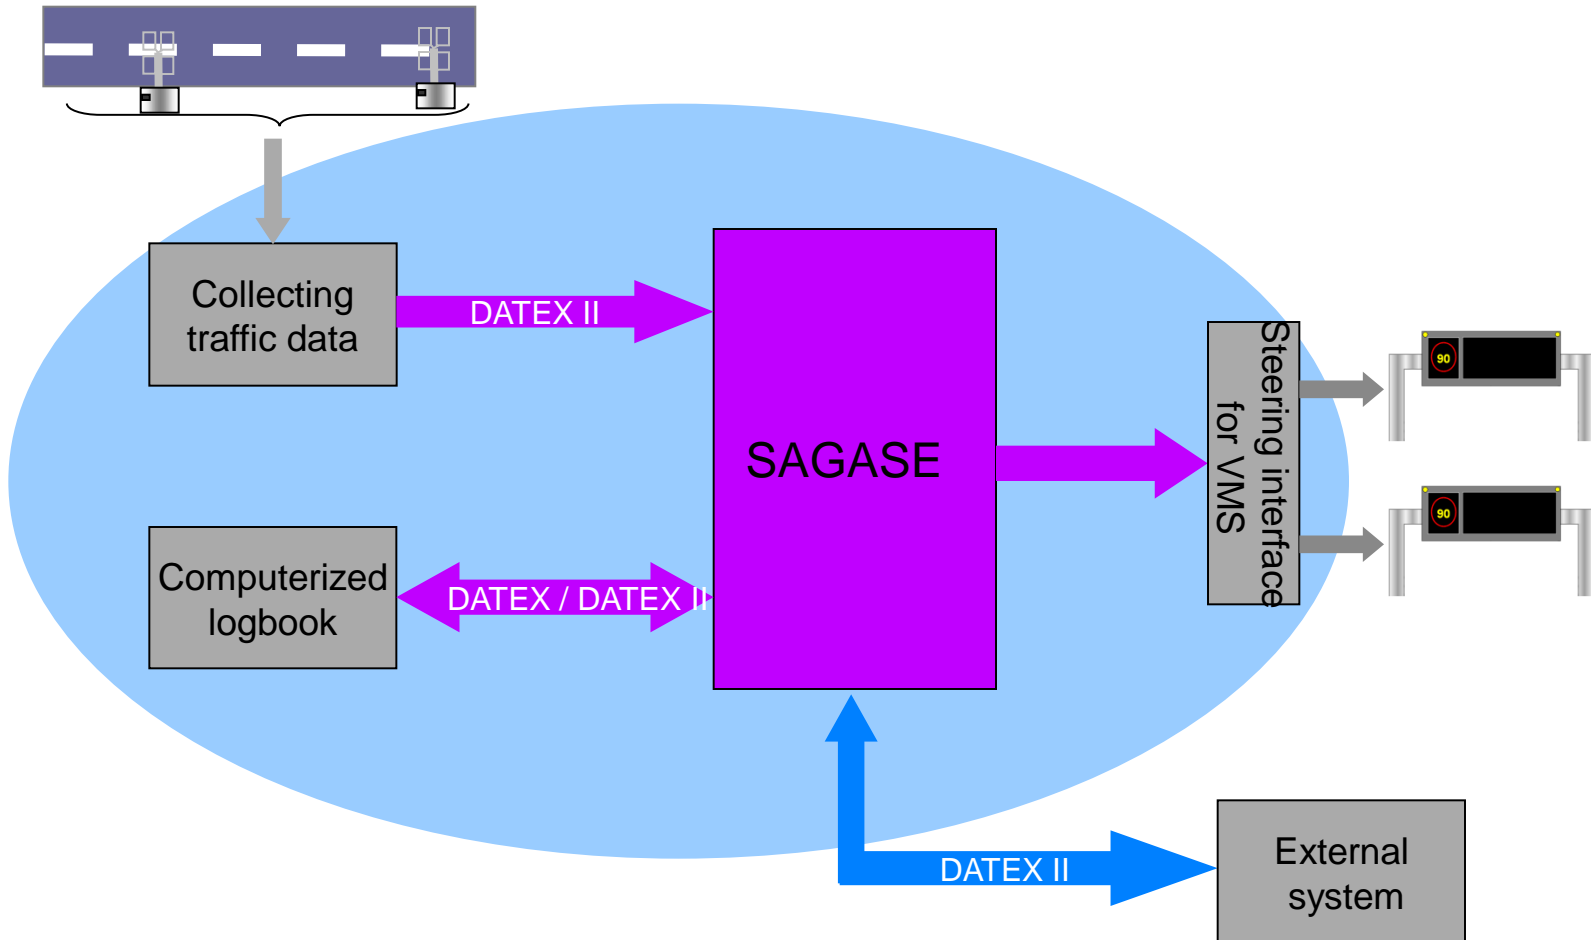 Collecting
traffic data
DATEX II
SAGASE
Steering interface
for VMS
90
90
Computerized
logbook
DATEX / DATEX II
DATEX II
External
system